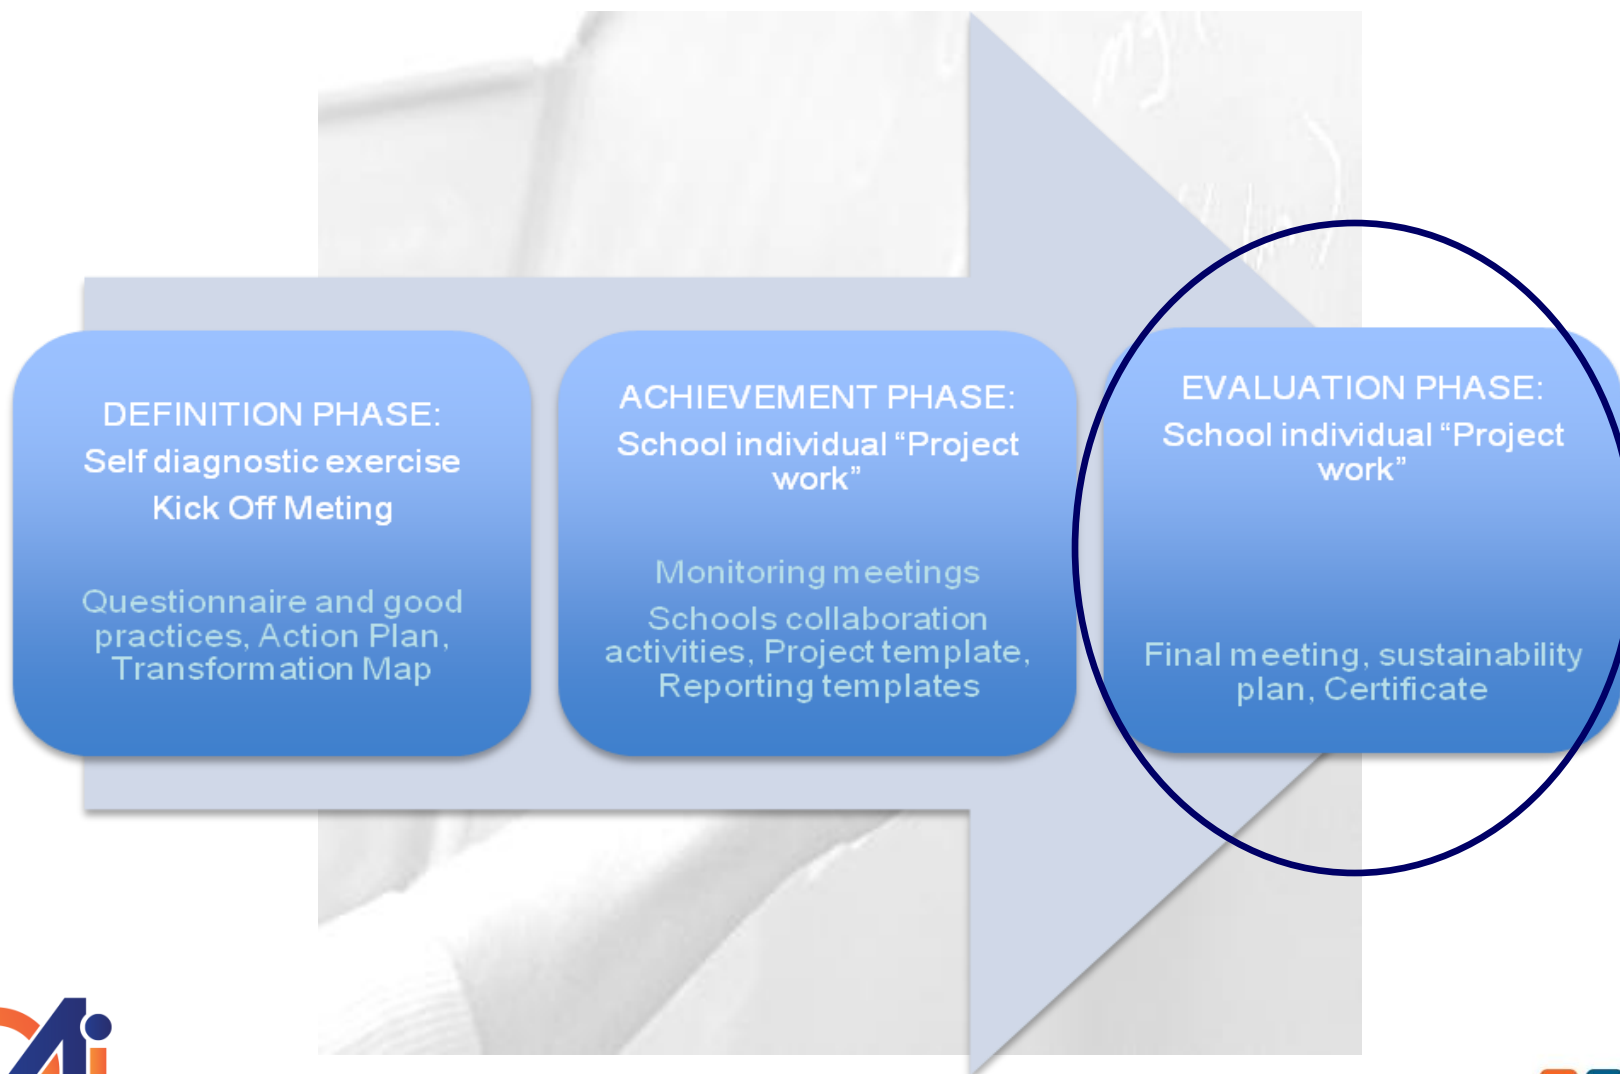 DEFINITION PHASE:
Self diagnostic exercise
Kick Off Meting
Questionnaire and good
practices, Action Plan,
Transformation Map
ACHIEVEMENT PHASE:
School individual “Project
work”
Monitoring meetings
Schools collaboration
activities, Project template,
Reporting templates
EVALUATION PHASE:
School individual “Project
work”
Final meeting, sustainability
plan, Certificate